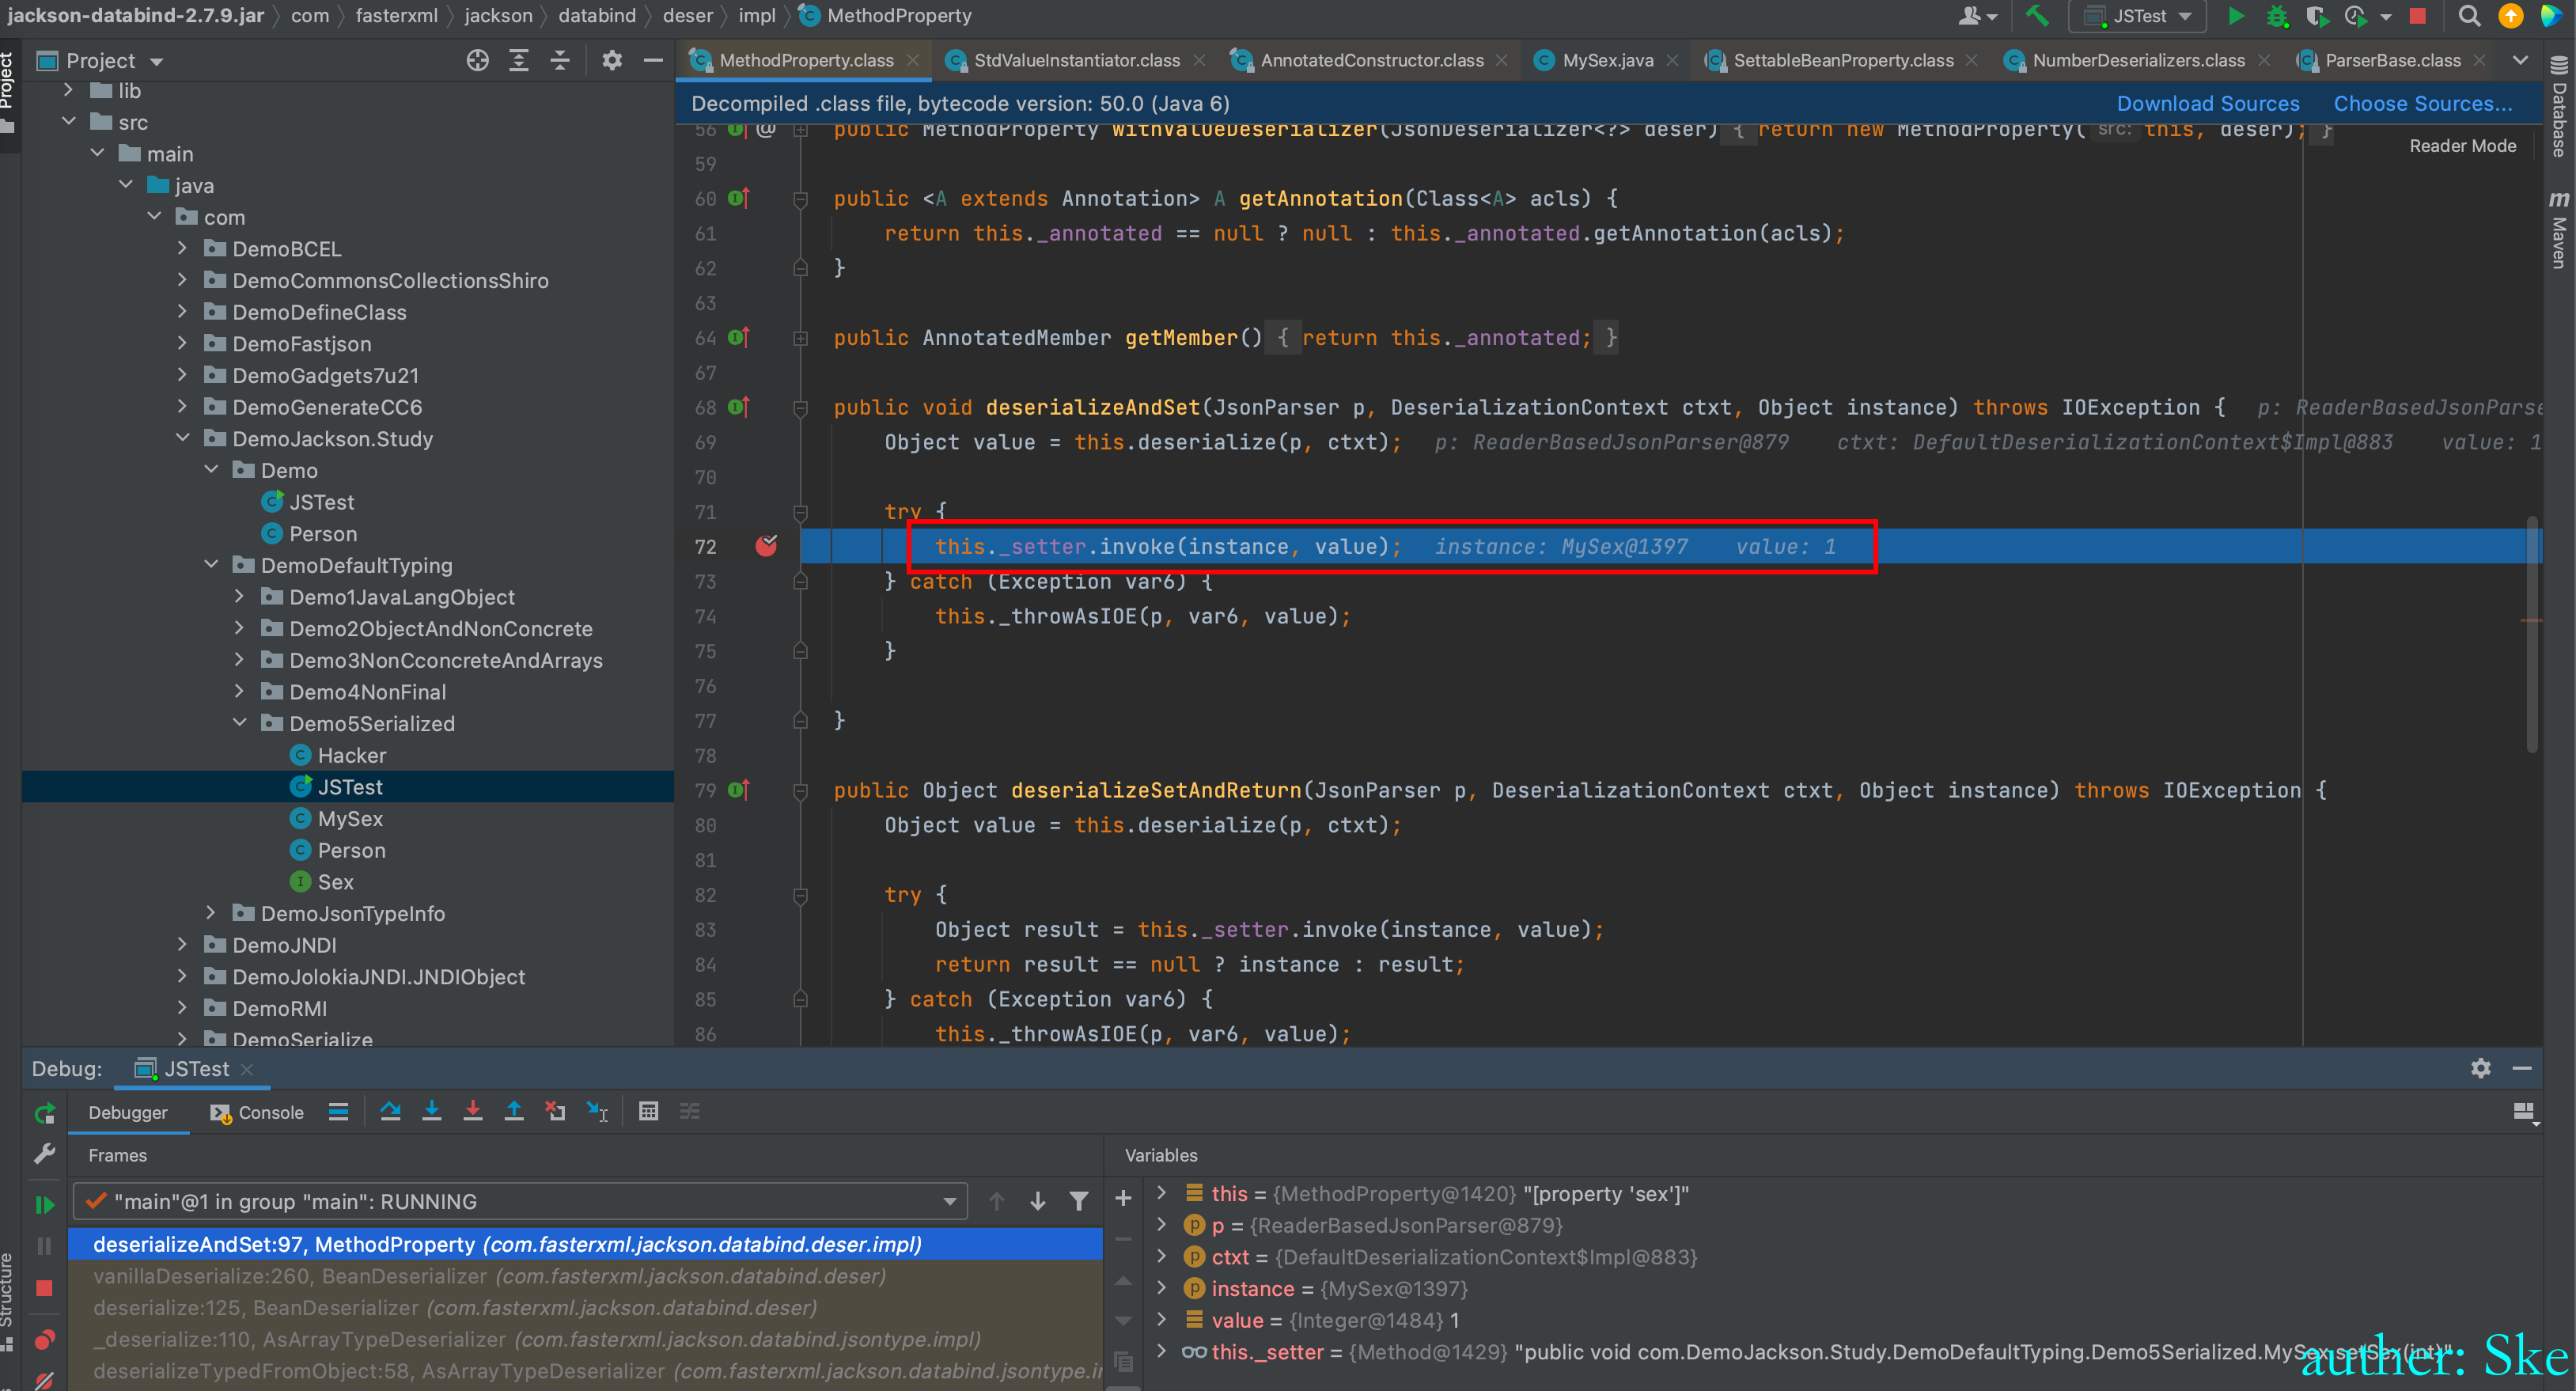 jackson-databind-2.7.9.jar com fasterxml jackson databind deser impl MethodProperty
JSTest
Project
MethodProperty.class StdValueInstantiator.class AnnotatedConstructor.class MySex.java SettableBeanProperty.class NumberDeserializers.class ParserBase.class
Decompiled .class file, bytecode version: 50.0 (Java 6) Download Sources Choose Sources...
Reader Mode
Project
Structure
Database
Maven
lib
src
main
java
com
DemoBCEL
DemoCommonsCollectionsShiro
DemoDefineClass
DemoFastjson
DemoGadgets7u21
DemoGenerateCC6
DemoJackson.Study
Demo
JSTest
Person
DemoDefaultTyping
Demo1JavaLangObject
Demo2ObjectAndNonConcrete
Demo3NonCconcreteAndArrays
Demo4NonFinal
Demo5Serialized
Hacker
JSTest
MySex
Person
Sex
DemoJsonTypeInfo
DemoJNDI
DemoJolokiaJNDI.JNDIObject
DemoRMI
DemoSerialize
56 @ public MethodProperty withValueDeserializer(JsonDeserializer<?> deser) { return new MethodProperty( src: this, deser); }
59
60 public <A extends Annotation> A getAnnotation(Class<A> acls) {
61 return this._annotated == null ? null : this._annotated.getAnnotation(acls);
62 }
63
64 public AnnotatedMember getMember() { return this._annotated; }
67
68 public void deserializeAndSet(JsonParser p, DeserializationContext ctxt, Object instance) throws IOException { p: ReaderBasedJsonParse
69 Object value = this.deserialize(p, ctxt); p: ReaderBasedJsonParser@879 ctxt: DefaultDeserializationContext$Impl@883 value: 1
70
71 try {
72 this._setter.invoke(instance, value); instance: MySex@1397 value: 1
73 } catch (Exception var6) {
74 this._throwAsIOE(p, var6, value);
75 }
76
77 }
78
79 public Object deserializeSetAndReturn(JsonParser p, DeserializationContext ctxt, Object instance) throws IOException {
80 Object value = this.deserialize(p, ctxt);
81
82 try {
83 Object result = this._setter.invoke(instance, value);
84 return result == null ? instance : result;
85 } catch (Exception var6) {
86 this._throwAsIOE(p, var6, value);
Debug: JSTest
Debugger Console
Frames
"main"@1 in group "main": RUNNING
deserializeAndSet:97, MethodProperty (com.fasterxml.jackson.databind.deser.impl)
vanillaDeserialize:260, BeanDeserializer (com.fasterxml.jackson.databind.deser)
deserialize:125, BeanDeserializer (com.fasterxml.jackson.databind.deser)
_deserialize:110, AsArrayTypeDeserializer (com.fasterxml.jackson.databind.jsontype.impl)
deserializeTypedFromObject:58, AsArrayTypeDeserializer (com.fasterxml.jackson.databind.jsontype.i
Variables
this = {MethodProperty@1420} "[property 'sex']"
p = {ReaderBasedJsonParser@879}
ctxt = {DefaultDeserializationContext$Impl@883}
instance = {MySex@1397}
value = {Integer@1484} 1
this._setter = {Method@1429} "public void com.DemoJackson.Study.DemoDefaultTyping.Demo5Serialized.MySex.setSex(int)"
auther: Ske